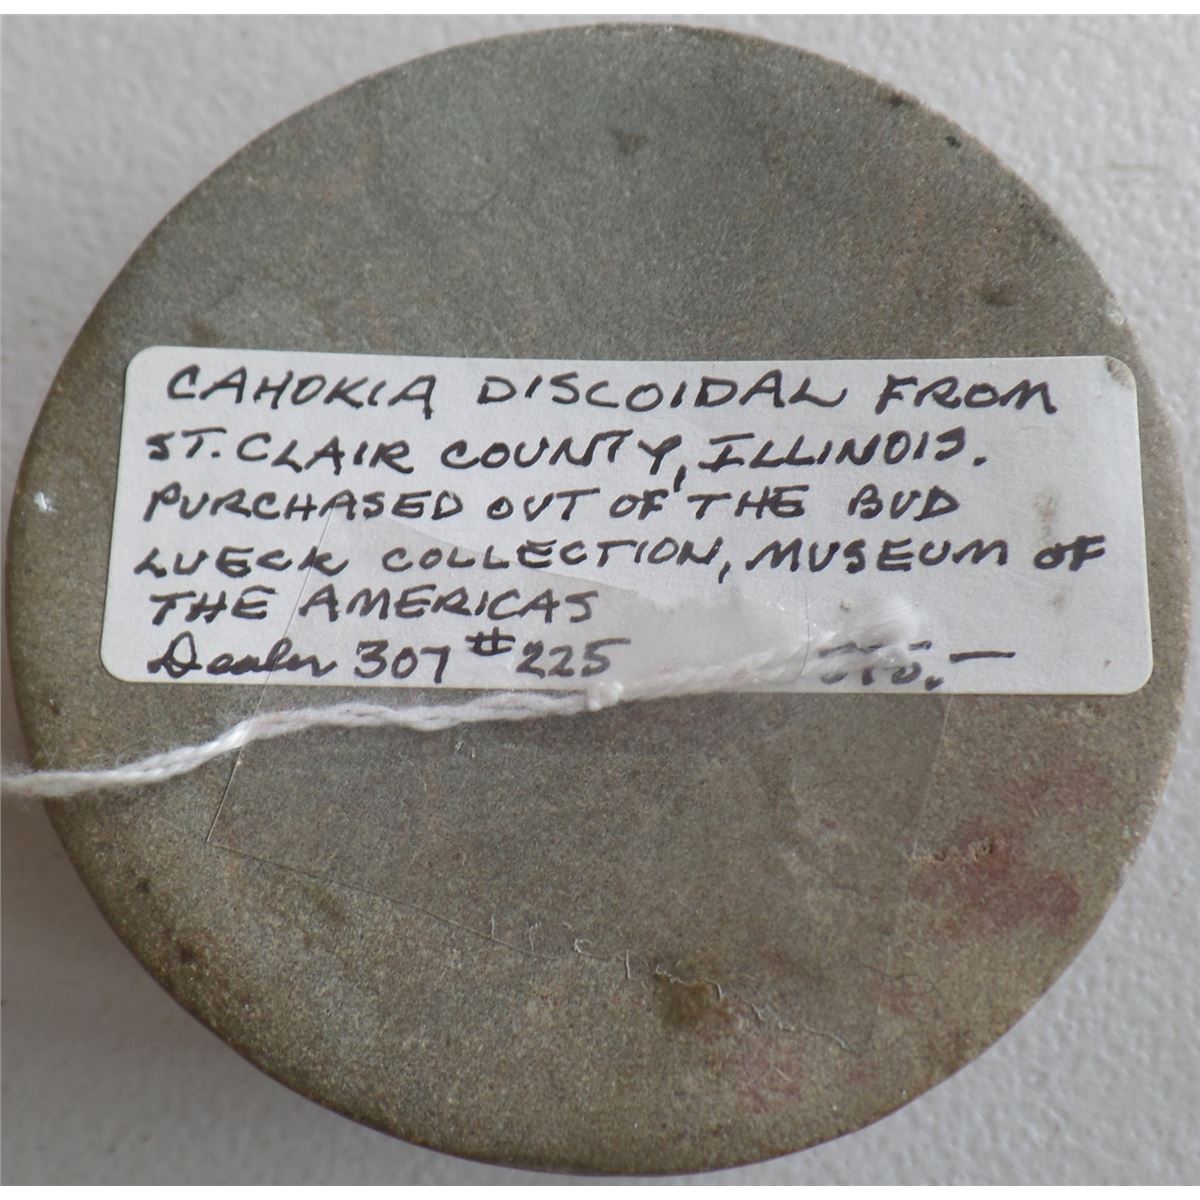 CAHOKIA DISCOIDAL FROM
ST. CLAIR COUNTY, ILLINOIS.
PURCHASED OUT OF THE BUD
LUECK COLLECTION, MUSEUM OF
THE AMERICAS
Dealer 307 #225